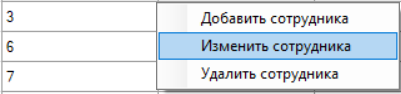 3 Добавить сотрудника
6 Изменить сотрудника
7 Удалить сотрудника